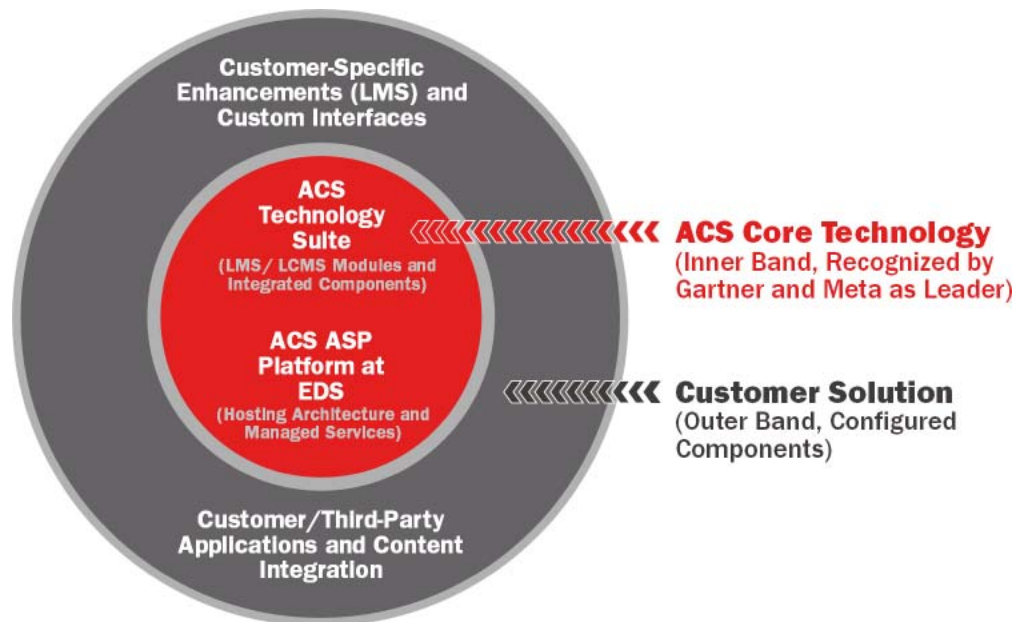 Customer-Specific
Enhancements (LMS) and
Custom Interfaces
ACS
Technology
Suite
(LMS/ LCMS Modules and
Integrated Components)
ACS ASP
Platform at
EDS
(Hosting Architecture and
Managed Services)
Customer/Third-Party
Applications and Content
Integration
ACS Core Technology
(Inner Band, Recognized by
Gartner and Meta as Leader)
Customer Solution
(Outer Band, Configured
Components)